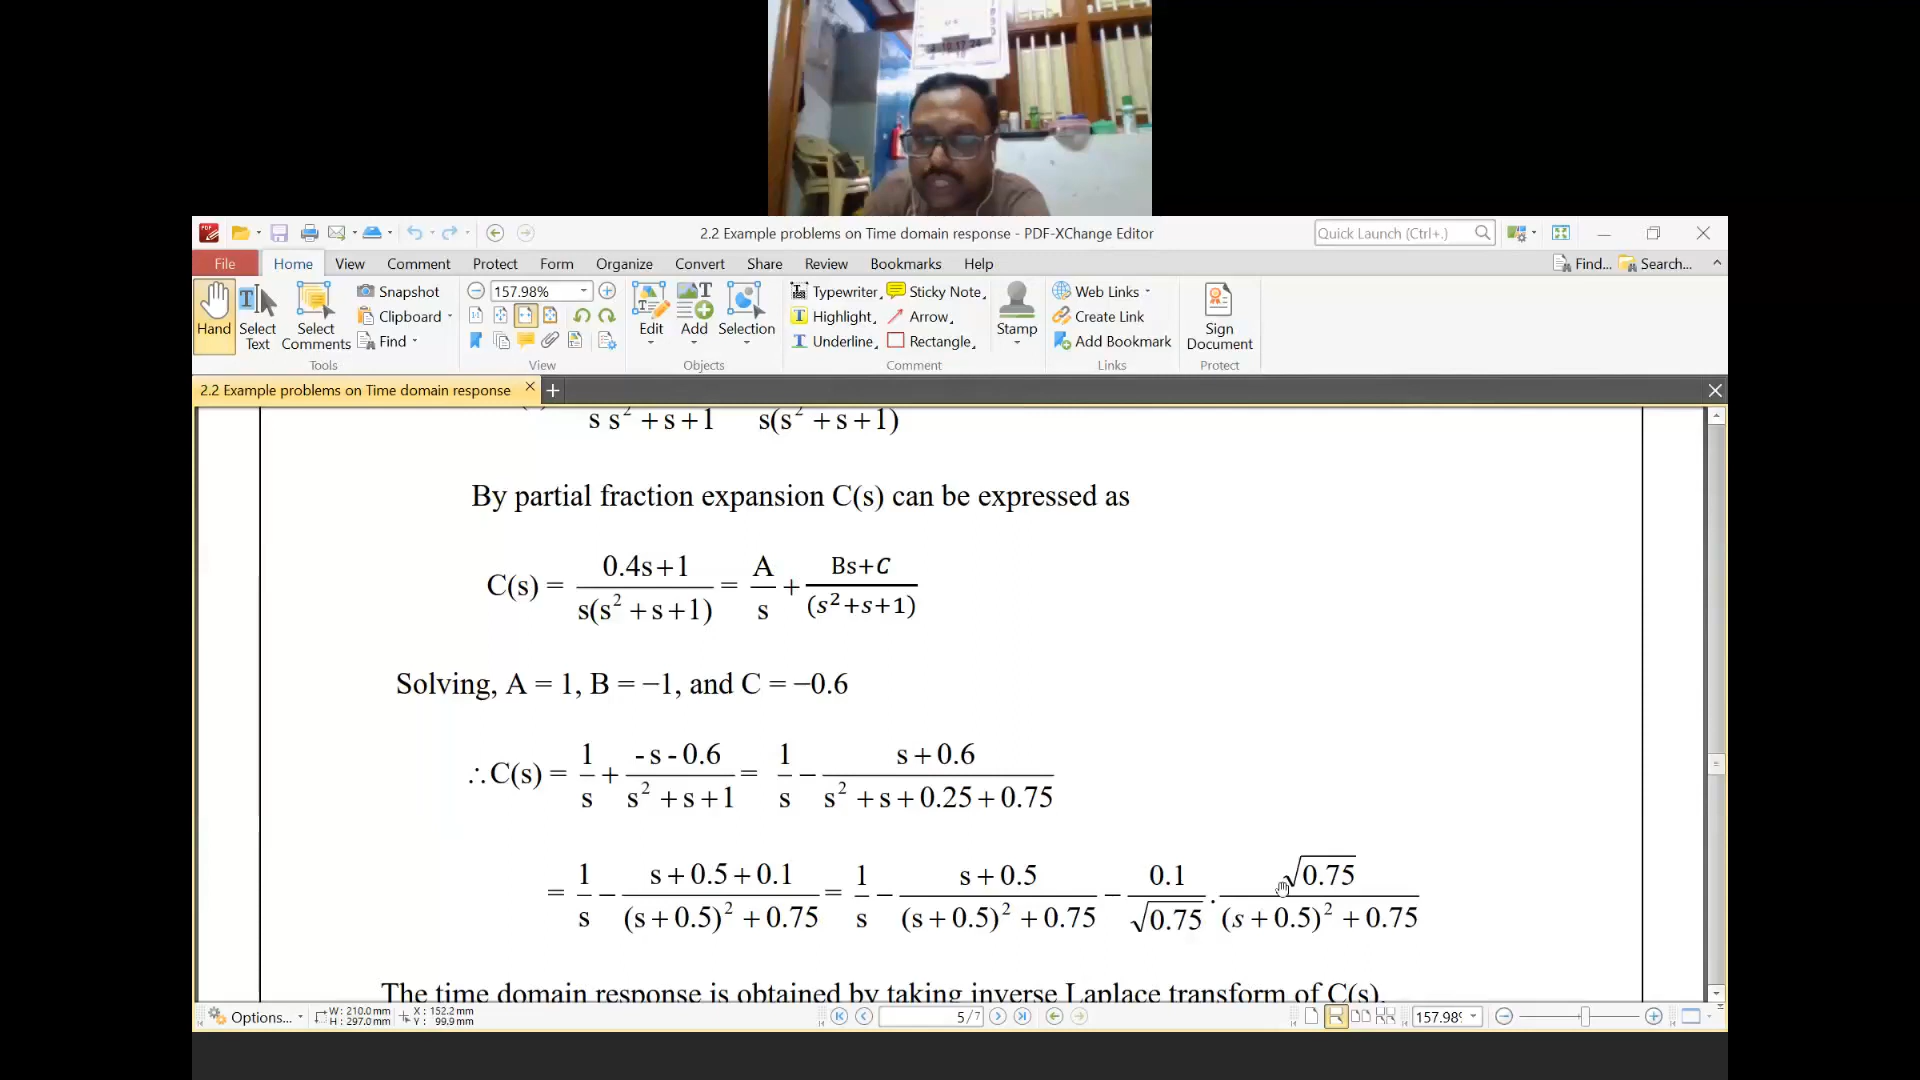 2.2 Example problems on Time domain response - PDF-XChange Editor
Quick Launch (Ctrl+.)
File Home View Comment Protect Form Organize Convert Share Review Bookmarks Help Find... Search...
Hand
Select Text
Select Comments
Snapshot
Clipboard
Find
Tools
157.98%
View
Edit
Add
Selection
Objects
Typewriter
Highlight
Underline
Sticky Note
Arrow
Rectangle
Comment
Stamp
Web Links
Create Link
Add Bookmark
Links
Sign Document
Protect
2.2 Example problems on Time domain response
s s² + s + 1 s(s² + s + 1)
By partial fraction expansion C(s) can be expressed as
C(s) = (0.4s+1)/(s(s² + s + 1)) = A/s + (Bs+C)/(s²+s+1)
Solving, A = 1, B = −1, and C = −0.6
∴ C(s) = 1/s + (-s-0.6)/(s² + s + 1) = 1/s − (s + 0.6)/(s² + s + 0.25 + 0.75)
= 1/s − (s + 0.5 + 0.1)/((s + 0.5)² + 0.75) = 1/s − (s + 0.5)/((s + 0.5)² + 0.75) − 0.1/√0.75 . √0.75/((s + 0.5)² + 0.75)
The time domain response is obtained by taking inverse Laplace transform of C(s).
Options... W: 210.0mm H: 297.0mm X: 152.2mm Y: 99.9mm 5/7 157.98%